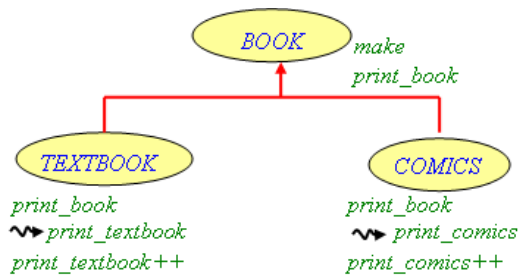 BOOK
make
print_book
TEXTBOOK
COMICS
print_book
print_textbook
print_textbook++
print_book
print_comics
print_comics++